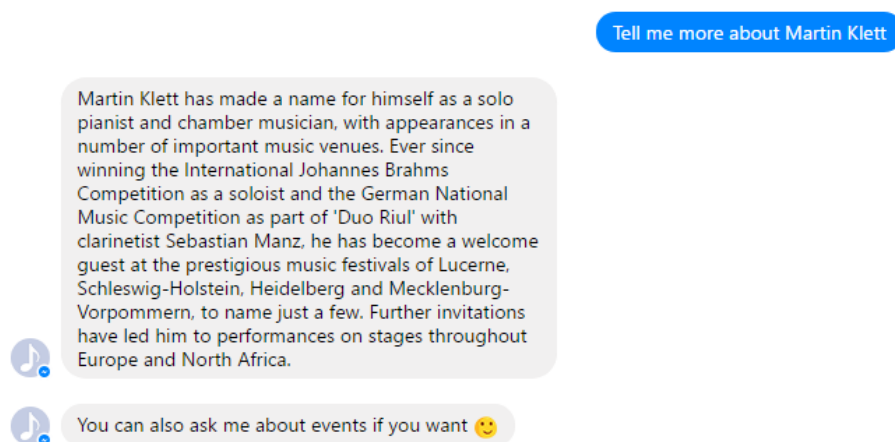 Tell me more about Martin Klett
Martin Klett has made a name for himself as a solo
pianist and chamber musician, with appearances in a
number of important music venues. Ever since
winning the International Johannes Brahms
Competition as a soloist and the German National
Music Competition as part of 'Duo Riul' with
clarinetist Sebastian Manz, he has become a welcome
guest at the prestigious music festivals of Lucerne,
Schleswig-Holstein, Heidelberg and Mecklenburg-
Vorpommern, to name just a few. Further invitations
have led him to performances on stages throughout
Europe and North Africa.
You can also ask me about events if you want 🙂